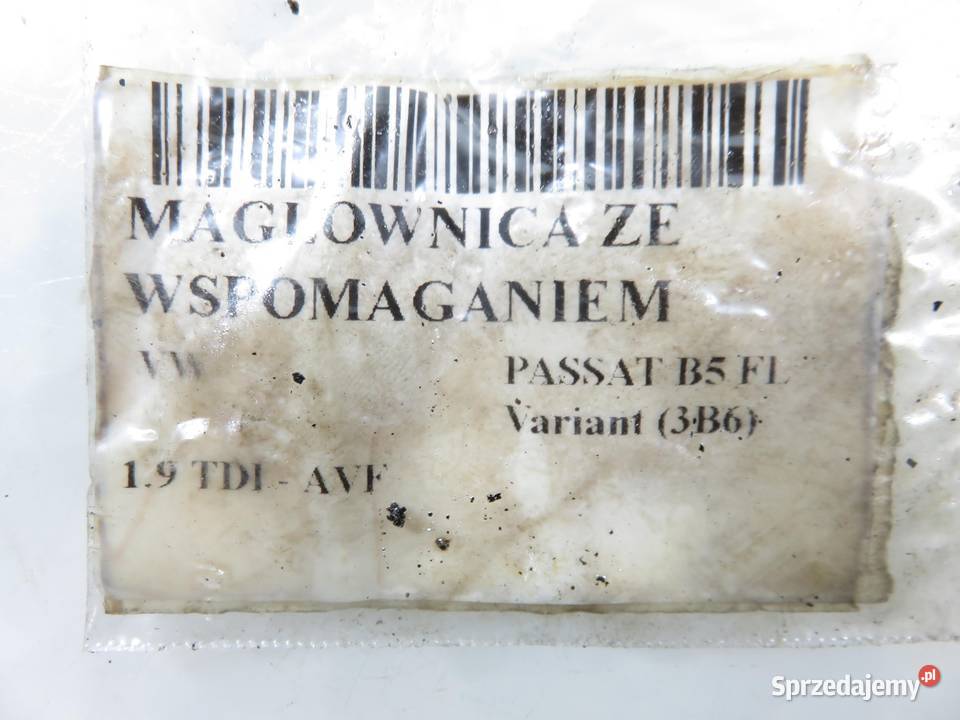 MAGLOWNICA ZE
WSPOMAGANIEM
VW PASSAT B5 FL
Variant (3B6)
1.9 TDI - AVF
Sprzedajemy.pl